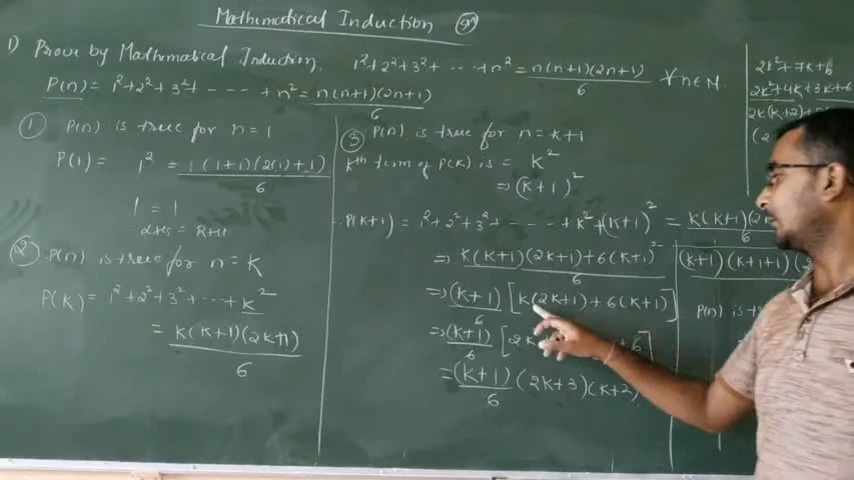 Mathematical Induction
1) Prove by Mathematical Induction. 1²+2²+3²+ --- +n² = n(n+1)(2n+1)/6 ∀ n∈N.
P(n) = 1²+2²+3²+ ---- +n² = n(n+1)(2n+1)/6
① P(n) is true for n=1
P(1) = 1² = 1(1+1)(2(1)+1)/6
1 = 1
LHS = RHS
② P(n) is true for n=k
P(k) = 1²+2²+3²+ ---- +k²
= k(k+1)(2k+1)/6
③ P(n) is true for n=k+1
kth term of P(k) is = k²
⇒ (k+1)²
P(k+1) = 1²+2²+3²+ ---- +k²+(k+1)² = k(k+1)(2
6
⇒ k(k+1)(2k+1)+6(k+1)²/6
⇒ (k+1)/6 [k(2k+1)+6(k+1)]
⇒ (k+1)/6 [2k +6]
= (k+1)/6 (2k+3)(k+2)
2k²+7k+6
2k²+4k+3k+6
2k(k+2)+
(2
(k+1)(k+1+1)(2
P(n) is